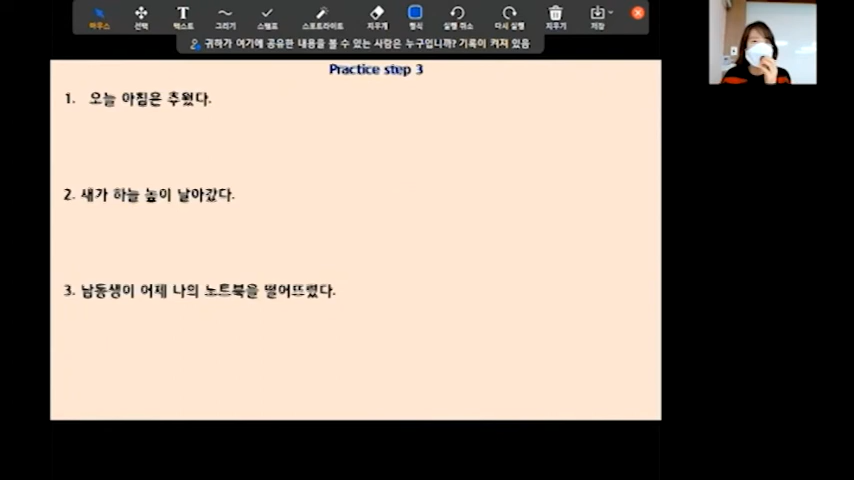 마우스 선택 텍스트 그리기 스탬프 스포트라이트 지우개 형식 실행 취소 다시 실행 지우기 저장
귀하가 여기에 공유한 내용을 볼 수 있는 사람은 누구입니까? 기록이 켜져 있음
Practice step 3
1. 오늘 아침은 추웠다.
2. 새가 하늘 높이 날아갔다.
3. 남동생이 어제 나의 노트북을 떨어뜨렸다.